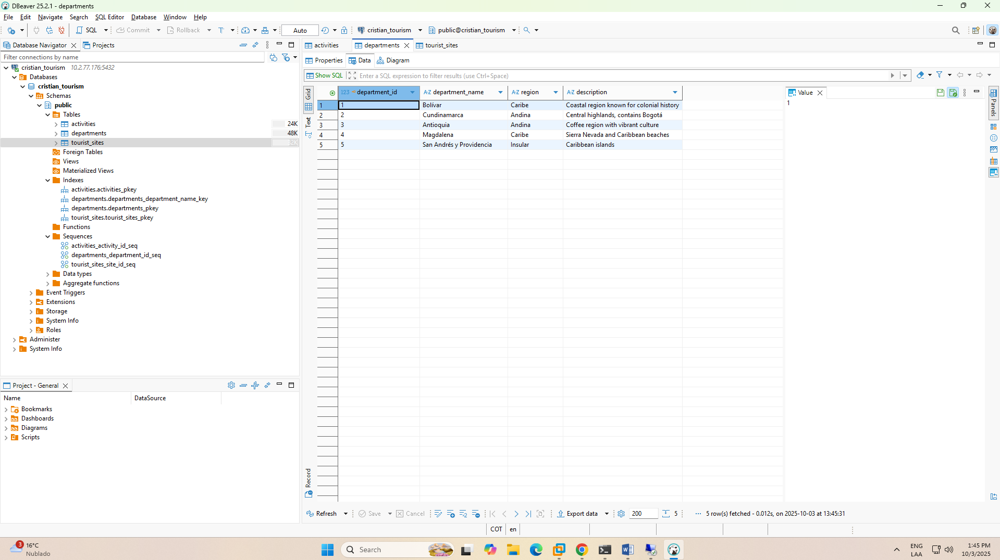 DBeaver 25.2.1 - departments
File Edit Navigate Search SQL Editor Database Window Help
SQL Commit Rollback T Auto cristian_tourism public@cristian_tourism
Database Navigator Projects
Filter connections by name
cristian_tourism 10.2.77.176:5432
Databases
cristian_tourism
Schemas
public
Tables
activities 24K
departments 48K
tourist_sites 32K
Foreign Tables
Views
Materialized Views
Indexes
activities.activities_pkey
departments.departments_department_name_key
departments.departments_pkey
tourist_sites.tourist_sites_pkey
Functions
Sequences
activities_activity_id_seq
departments_department_id_seq
tourist_sites_site_id_seq
Data types
Aggregate functions
Event Triggers
Extensions
Storage
System Info
Roles
Administer
System Info
Project - General
Name DataSource
Bookmarks
Dashboards
Diagrams
Scripts
activities departments tourist_sites
Properties Data Diagram
Show SQL Enter a SQL expression to filter results (use Ctrl+Space)
Grid
Text
Record
123 department_id A-Z department_name A-Z region A-Z description
1 1 Bolívar Caribe Coastal region known for colonial history
2 2 Cundinamarca Andina Central highlands, contains Bogotá
3 3 Antioquia Andina Coffee region with vibrant culture
4 4 Magdalena Caribe Sierra Nevada and Caribbean beaches
5 5 San Andrés y Providencia Insular Caribbean islands
Value
1
Panels
Refresh Save Cancel Export data 200 5 ... 5 row(s) fetched - 0.012s, on 2025-10-03 at 13:45:31
COT en
3
16°C
Nublado
Search
ENG
LAA
1:45 PM
10/3/2025